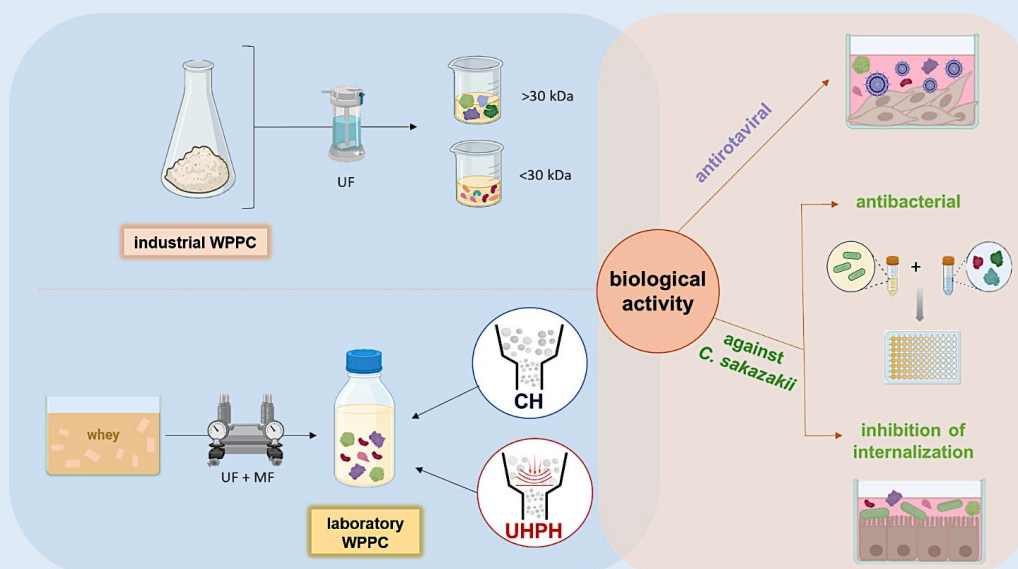 UF
>30 kDa
<30 kDa
industrial WPPC
whey
UF + MF
laboratory
WPPC
CH
UHPH
biological
activity
antirotaviral
against
C. sakazakii
antibacterial
+
inhibition of
internalization